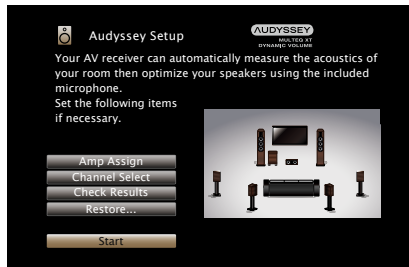 Audyssey Setup
AUDYSSEY
MULTEQ XT
DYNAMIC VOLUME
Your AV receiver can automatically measure the acoustics of
your room then optimize your speakers using the included
microphone.
Set the following items
if necessary.
Amp Assign
Channel Select
Check Results
Restore...
Start